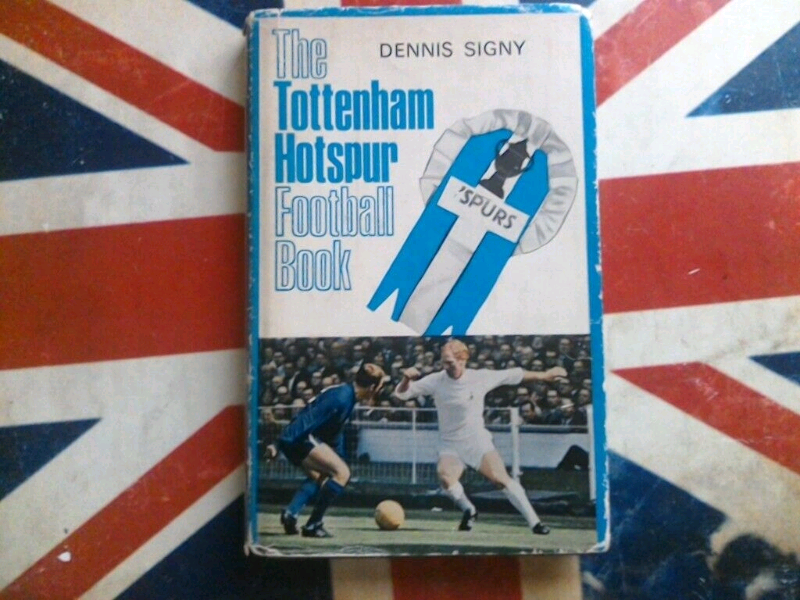 DENNIS SIGNY
The
Tottenham
Hotspur
Football
Book
'SPURS